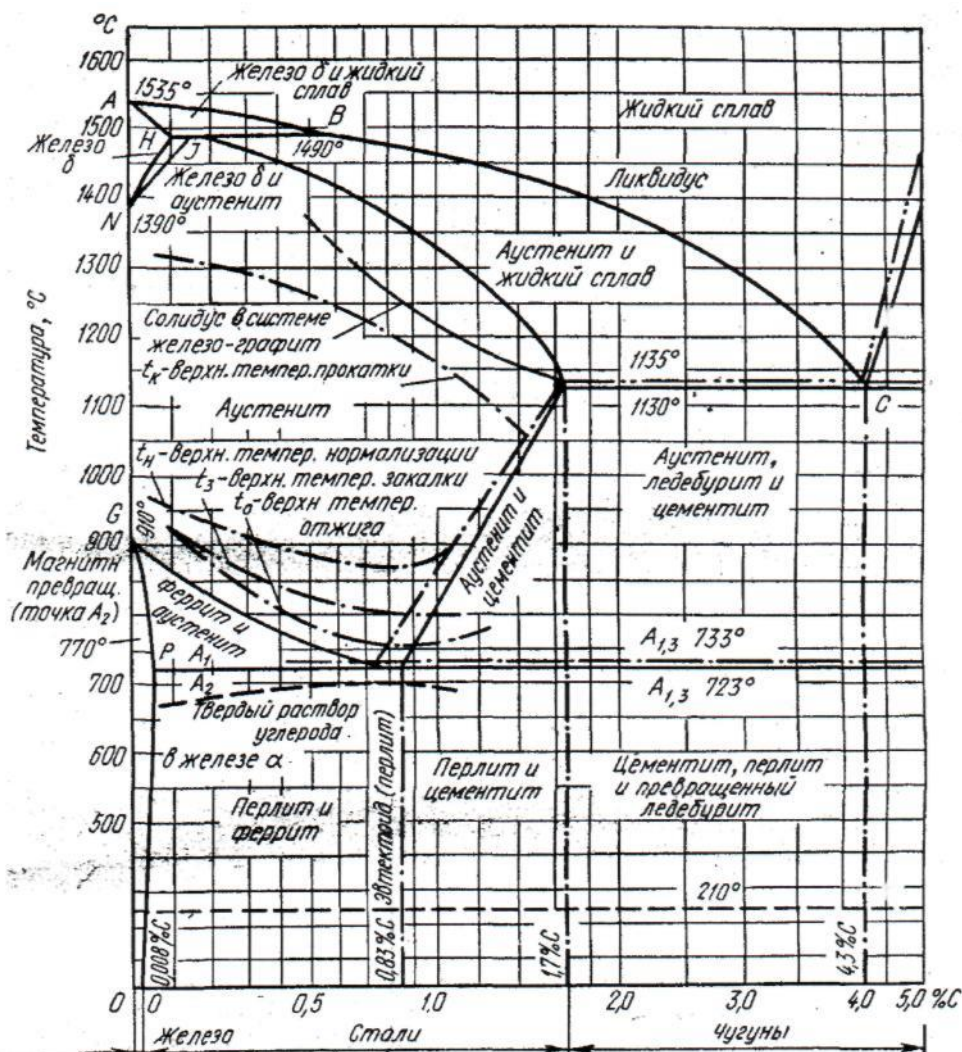 °C
1600
1500
1400
1300
1200
1100
1000
900
700
600
500
0
Температура, °C
A
1535°
Железо δ и жидкий
сплав
B
1490°
H
J
Железо
δ
Железо δ и
аустенит
N
1390°
Жидкий сплав
Ликвидус
Аустенит и
жидкий сплав
Солидус в системе
железо-графит
tк-верхн. темпер. прокатки
1135°
1130°
C
Аустенит
tн-верхн. темпер. нормализации
tз-верхн. темпер. закалки
tо-верхн темпер.
отжига
G
910°
Аустенит и
цементит
Аустенит,
ледебурит и
цементит
Магнитн
превращ.
(точка A2)
770°
феррит и
аустенит
P
A1
A2
A1,3 733°
A1,3 723°
Твердый раствор
углерода
в железе α
Перлит и
феррит
Эвтектоид (перлит)
Перлит и
цементит
Цементит, перлит
и превращенный
ледебурит
210°
0,008%C
0,83%C
1,7%C
4,3%C
0
0,5
1,0
2,0
3,0
4,0
5,0
%C
Железо
Стали
Чугуны